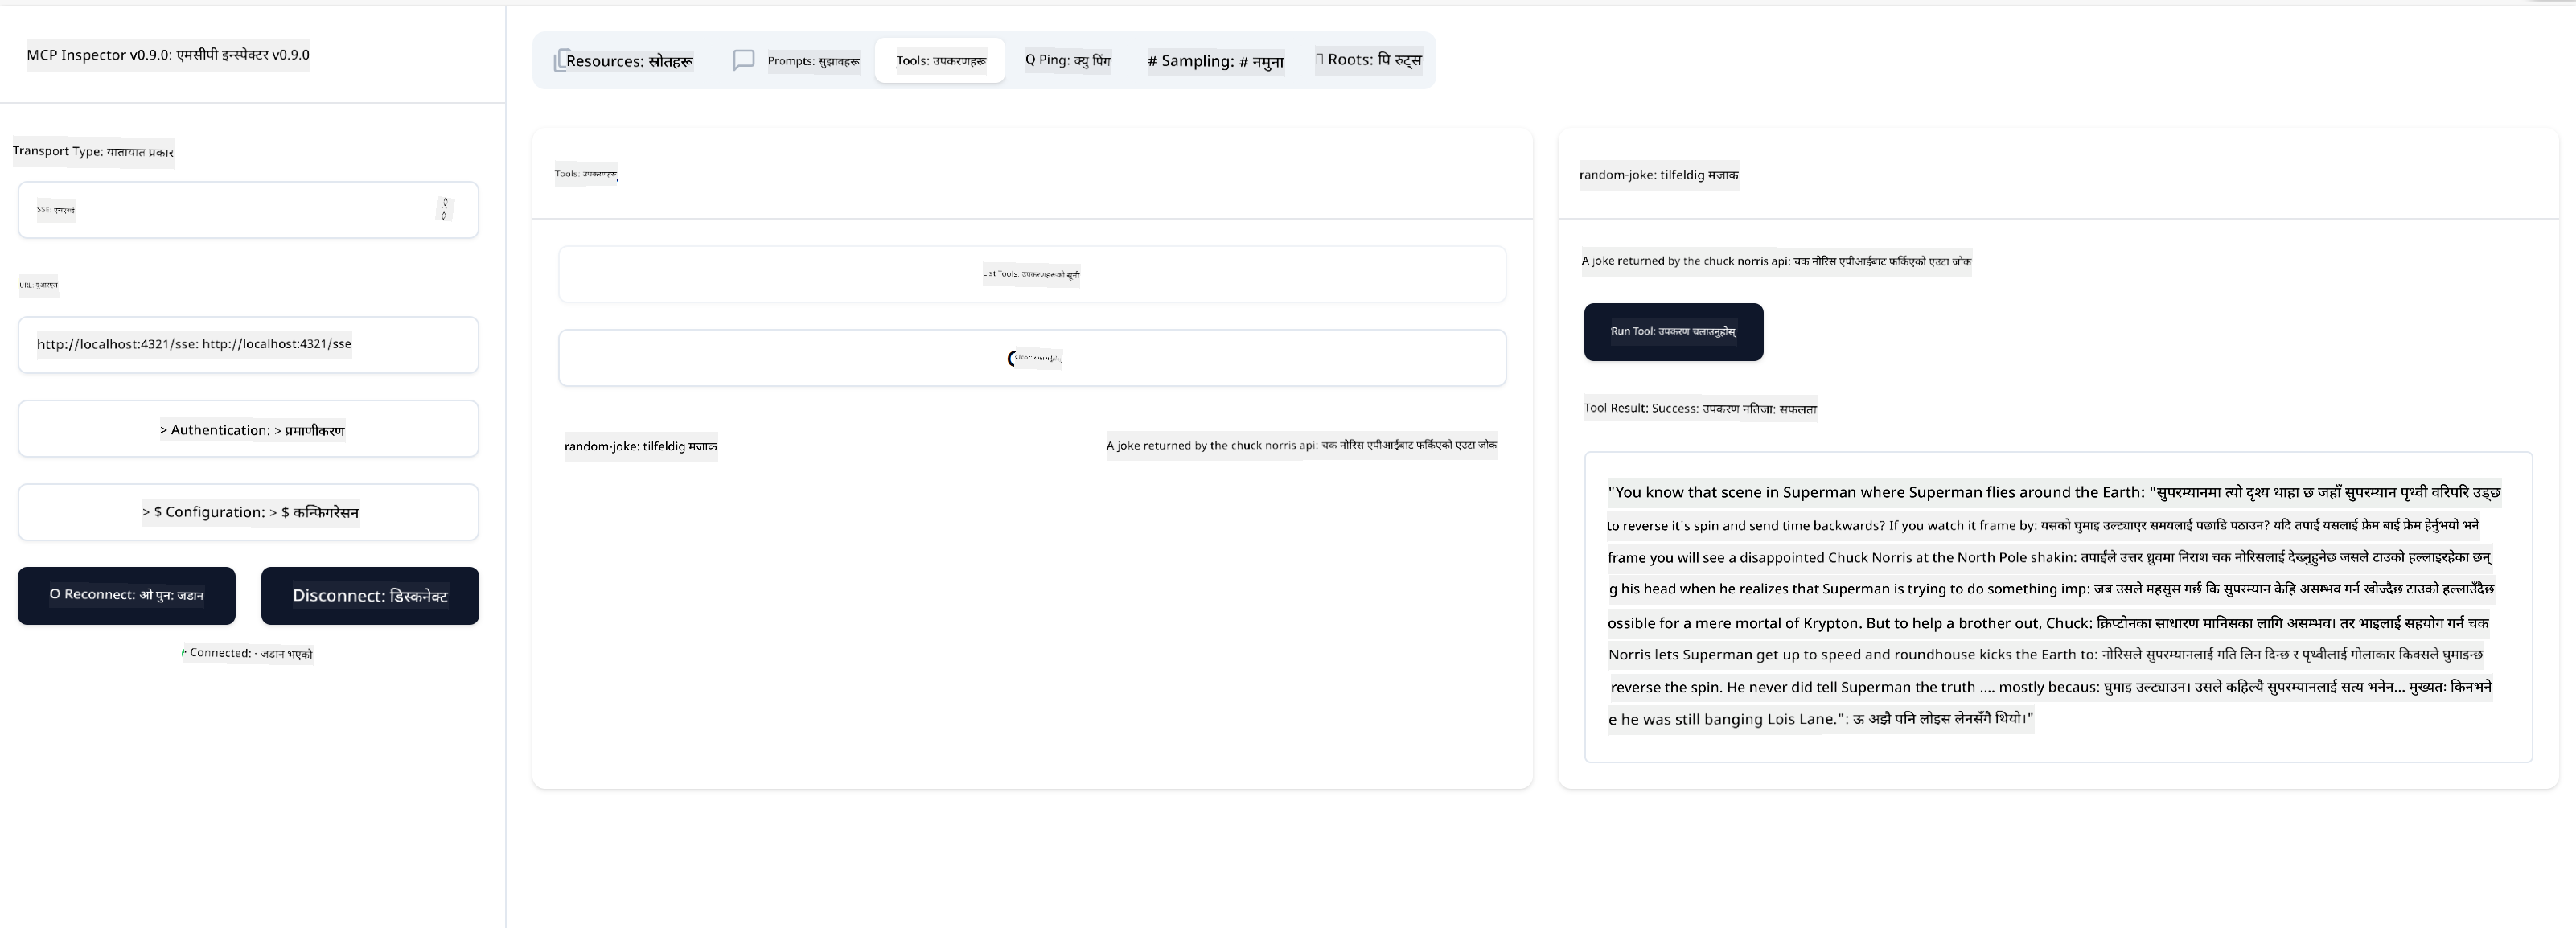 MCP Inspector v0.9.0: एमसीपी इन्स्पेक्टर v0.9.0
Transport Type: यातायात प्रकार
SSE: एसएसई
URL: युआरएल
http://localhost:4321/sse: http://localhost:4321/sse
> Authentication: > प्रमाणीकरण
> $ Configuration: > $ कन्फिगरेसन
O Reconnect: ओ पुन: जडान
Disconnect: डिस्कनेक्ट
· Connected: · जडान भएको
Resources: स्रोतहरू
Prompts: सुझावहरू
Tools: उपकरणहरू
Q Ping: क्यु पिंग
# Sampling: # नमुना
Roots: पि रुट्स
Tools: उपकरणहरू
List Tools: उपकरणहरूको सूची
Clear:
random-joke: tilfeldig मजाक
A joke returned by the chuck norris api: चक नोरिस एपीआईबाट फर्किएको एउटा जोक
random-joke: tilfeldig मजाक
A joke returned by the chuck norris api: चक नोरिस एपीआईबाट फर्किएको एउटा जोक
Run Tool: उपकरण चलाउनुहोस्
Tool Result: Success: उपकरण नतिजा: सफलता
"You know that scene in Superman where Superman flies around the Earth: "सुपरम्यानमा त्यो दृश्य थाहा छ जहाँ सुपरम्यान पृथ्वी वरिपरि उड्छ
to reverse it's spin and send time backwards? If you watch it frame by: यसको घुमाइ उल्ट्याएर समयलाई पछाडि पठाउन? यदि तपाईं यसलाई फ्रेम बाई फ्रेम हेर्नुभयो भने
frame you will see a disappointed Chuck Norris at the North Pole shakin: तपाईंले उत्तर ध्रुवमा निराश चक नोरिसलाई देख्नुहुनेछ जसले टाउको हल्लाइरहेका छन्
g his head when he realizes that Superman is trying to do something imp: जब उसले महसुस गर्छ कि सुपरम्यान केहि असम्भव गर्न खोज्दैछ टाउको हल्लाउँदैछ
ossible for a mere mortal of Krypton. But to help a brother out, Chuck: क्रिप्टोनका साधारण मानिसका लागि असम्भव। तर भाइलाई सहयोग गर्न चक
Norris lets Superman get up to speed and roundhouse kicks the Earth to: नोरिसले सुपरम्यानलाई गति लिन दिन्छ र पृथ्वीलाई गोलाकार किक्सले घुमाइन्छ
reverse the spin. He never did tell Superman the truth .... mostly becaus: घुमाइ उल्ट्याउन। उसले कहिल्यै सुपरम्यानलाई सत्य भनेन... मुख्यतः किनभने
e he was still banging Lois Lane.": ऊ अझै पनि लोइस लेनसँगै थियो।"